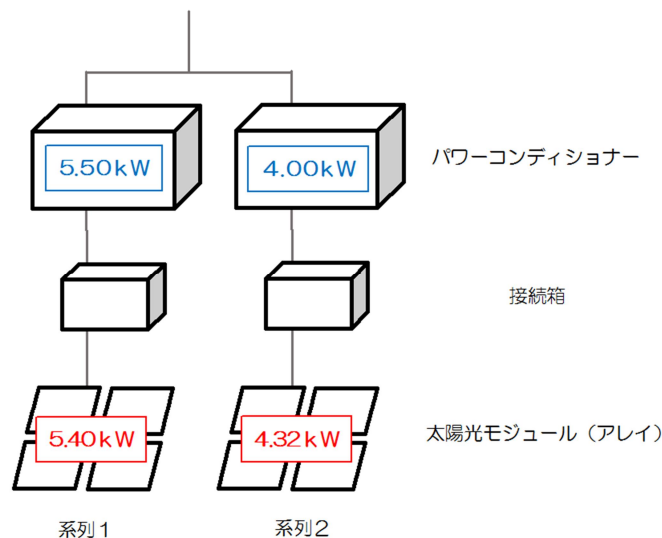 5.50kW
4.00kW
パワーコンディショナー
接続箱
5.40kW
4.32kW
太陽光モジュール（アレイ）
系列1
系列2